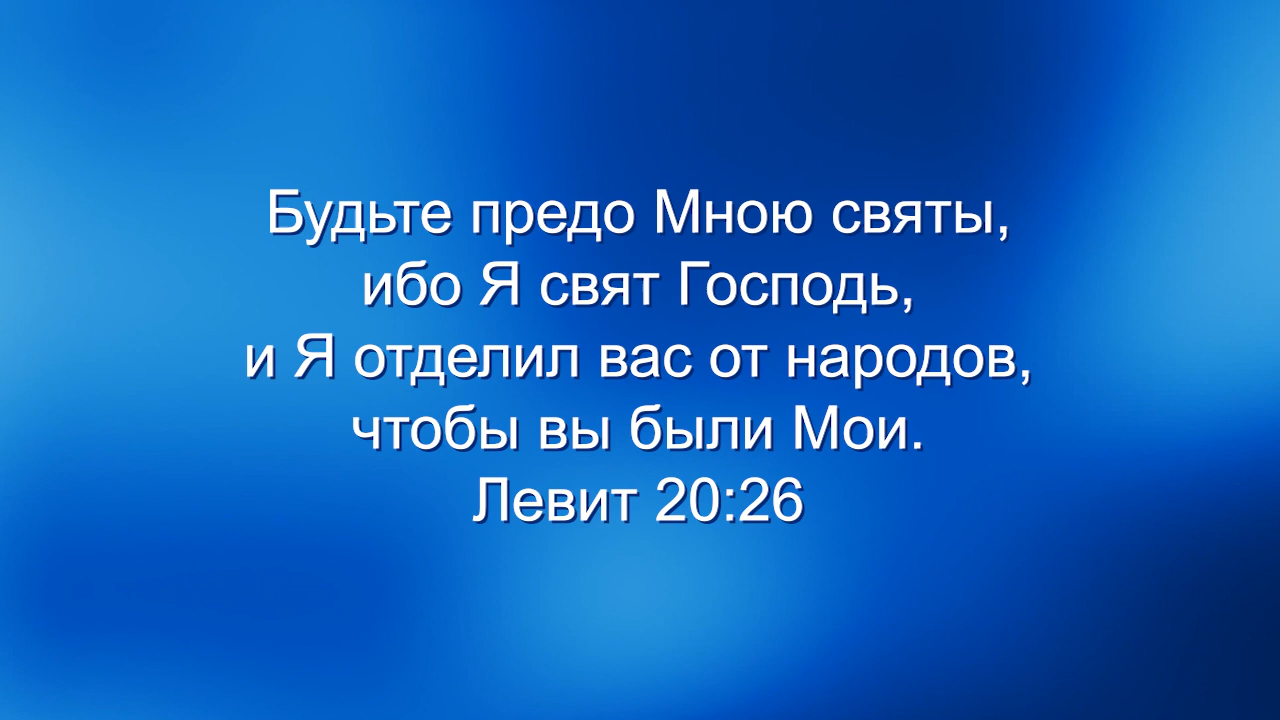 Будьте предо Мною святы,
ибо Я свят Господь,
и Я отделил вас от народов,
чтобы вы были Мои.
Левит 20:26